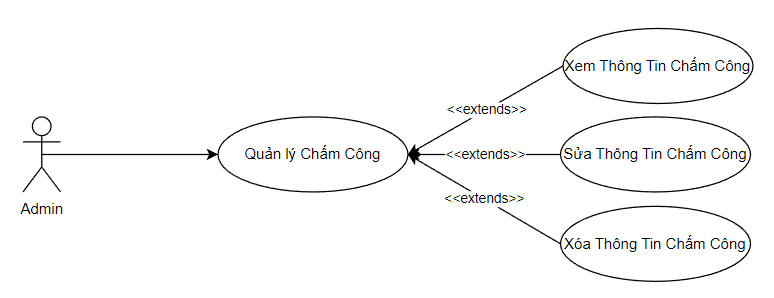 Xem Thông Tin Chấm Công
<<extends>>
Quản lý Chấm Công
<<extends>>
Sửa Thông Tin Chấm Công
<<extends>>
Admin
Xóa Thông Tin Chấm Công